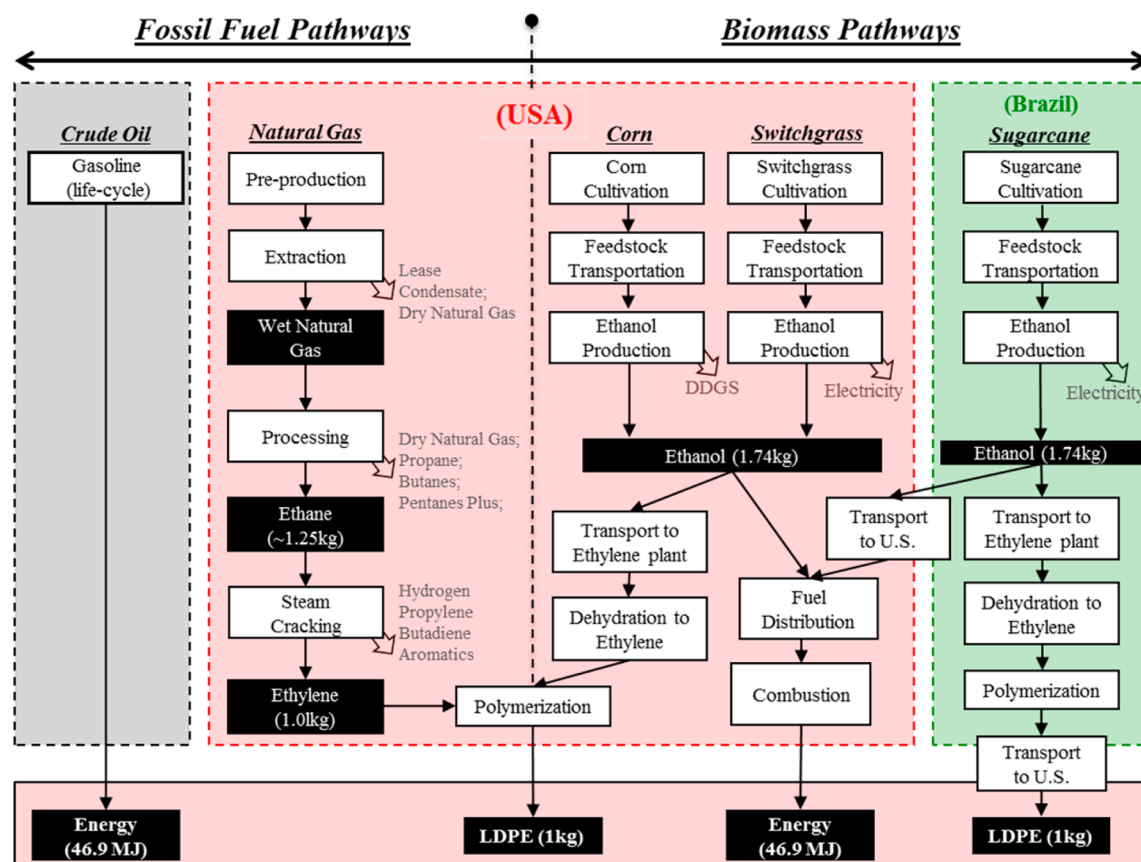 Fossil Fuel Pathways
Biomass Pathways
(USA)
(Brazil)
Crude Oil
Gasoline
(life-cycle)
Natural Gas
Pre-production
Extraction
Lease
Condensate;
Dry Natural Gas
Wet Natural
Gas
Processing
Dry Natural Gas;
Propane;
Butanes;
Pentanes Plus;
Ethane
(~1.25kg)
Steam
Cracking
Hydrogen
Propylene
Butadiene
Aromatics
Ethylene
(1.0lkg)
Corn
Corn
Cultivation
Feedstock
Transportation
Ethanol
Production
DDGS
Switchgrass
Switchgrass
Cultivation
Feedstock
Transportation
Ethanol
Production
Electricity
Ethanol (1.74kg)
Transport to
Ethylene plant
Dehydration to
Ethylene
Polymerization
Transport
to U.S.
Fuel
Distribution
Combustion
Sugarcane
Sugarcane
Cultivation
Feedstock
Transportation
Ethanol
Production
Electricity
Ethanol (1.74kg)
Transport to
Ethylene plant
Dehydration to
Ethylene
Polymerization
Transport
to U.S.
Energy
(46.9 MJ)
LDPE (1kg)
Energy
(46.9 MJ)
LDPE (1kg)